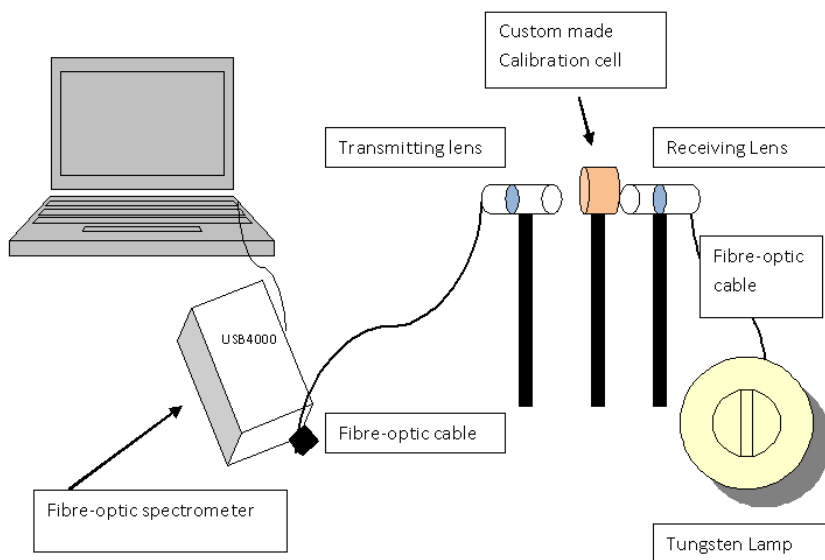 Custom made
Calibration cell
Transmitting lens
Receiving Lens
Fibre-optic
cable
USB4000
Fibre-optic cable
Fibre-optic spectrometer
Tungsten Lamp